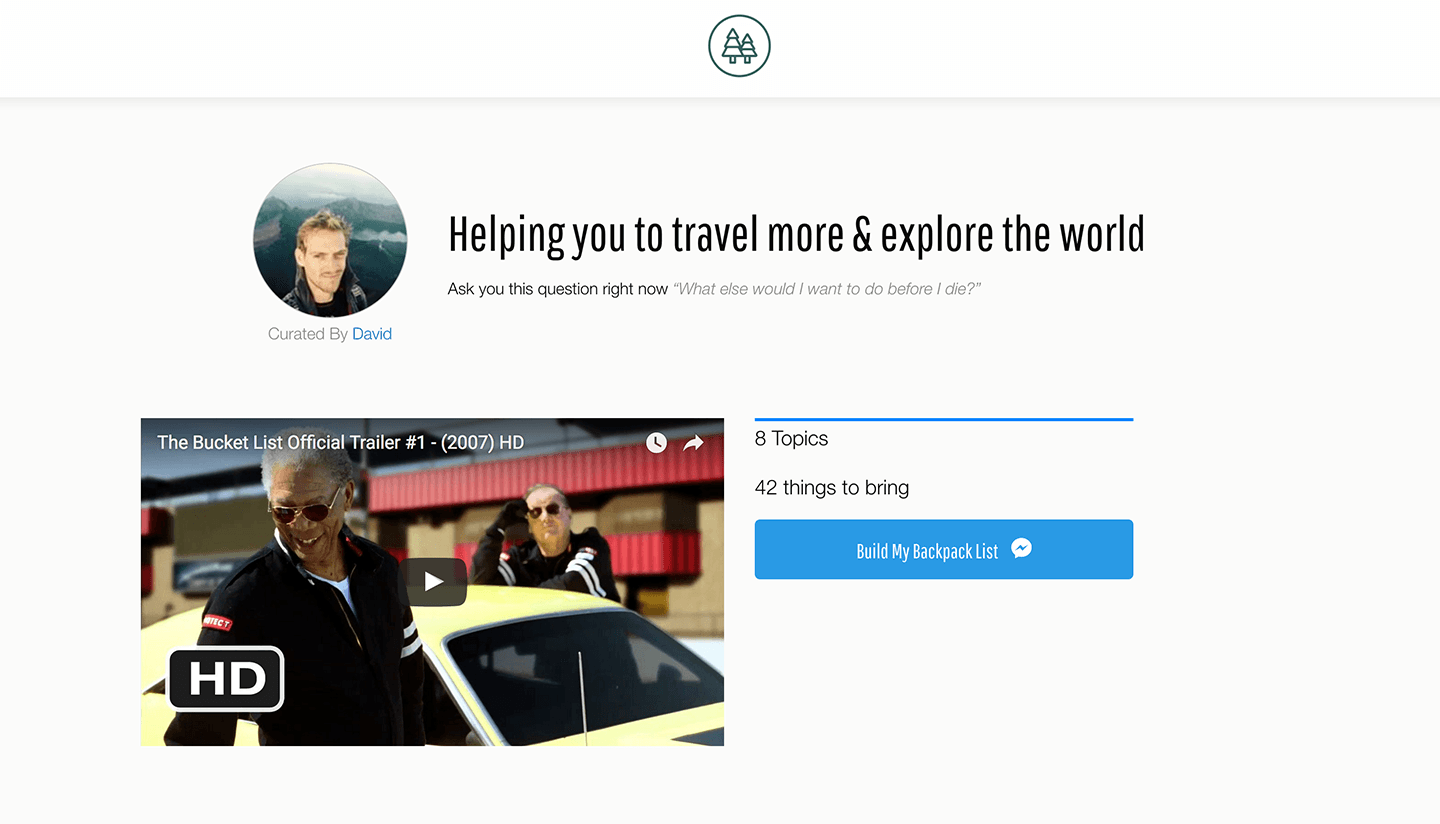 Helping you to travel more & explore the world
Ask you this question right now “What else would I want to do before I die?”
Curated By David
The Bucket List Official Trailer #1 - (2007) HD
HD
8 Topics
42 things to bring
Build My Backpack List